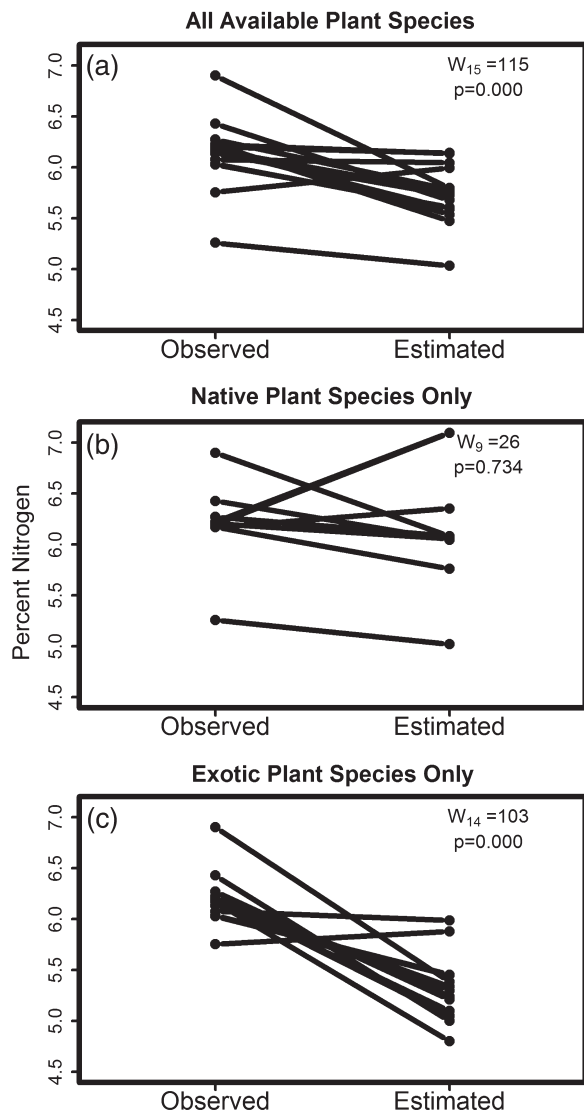 All Available Plant Species
(a)
W15 =115
p=0.000
7.0
6.5
6.0
5.5
5.0
4.5
Observed Estimated
Native Plant Species Only
(b)
W9 =26
p=0.734
7.0
6.5
6.0
5.5
5.0
4.5
Percent Nitrogen
Observed Estimated
Exotic Plant Species Only
(c)
W14 =103
p=0.000
7.0
6.5
6.0
5.5
5.0
4.5
Observed Estimated